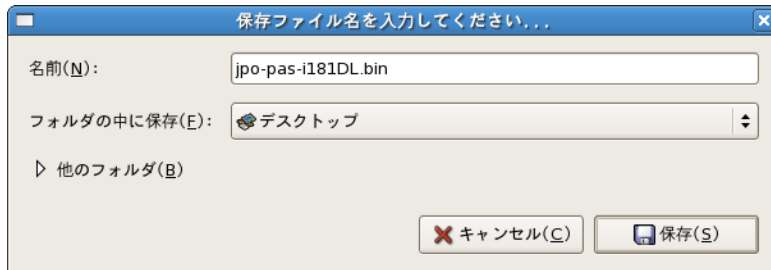 保存ファイル名を入力してください...
名前(N): jpo-pas-i181DL.bin
フォルダの中に保存(F): デスクトップ
他のフォルダ(B)
キャンセル(C) 保存(S)